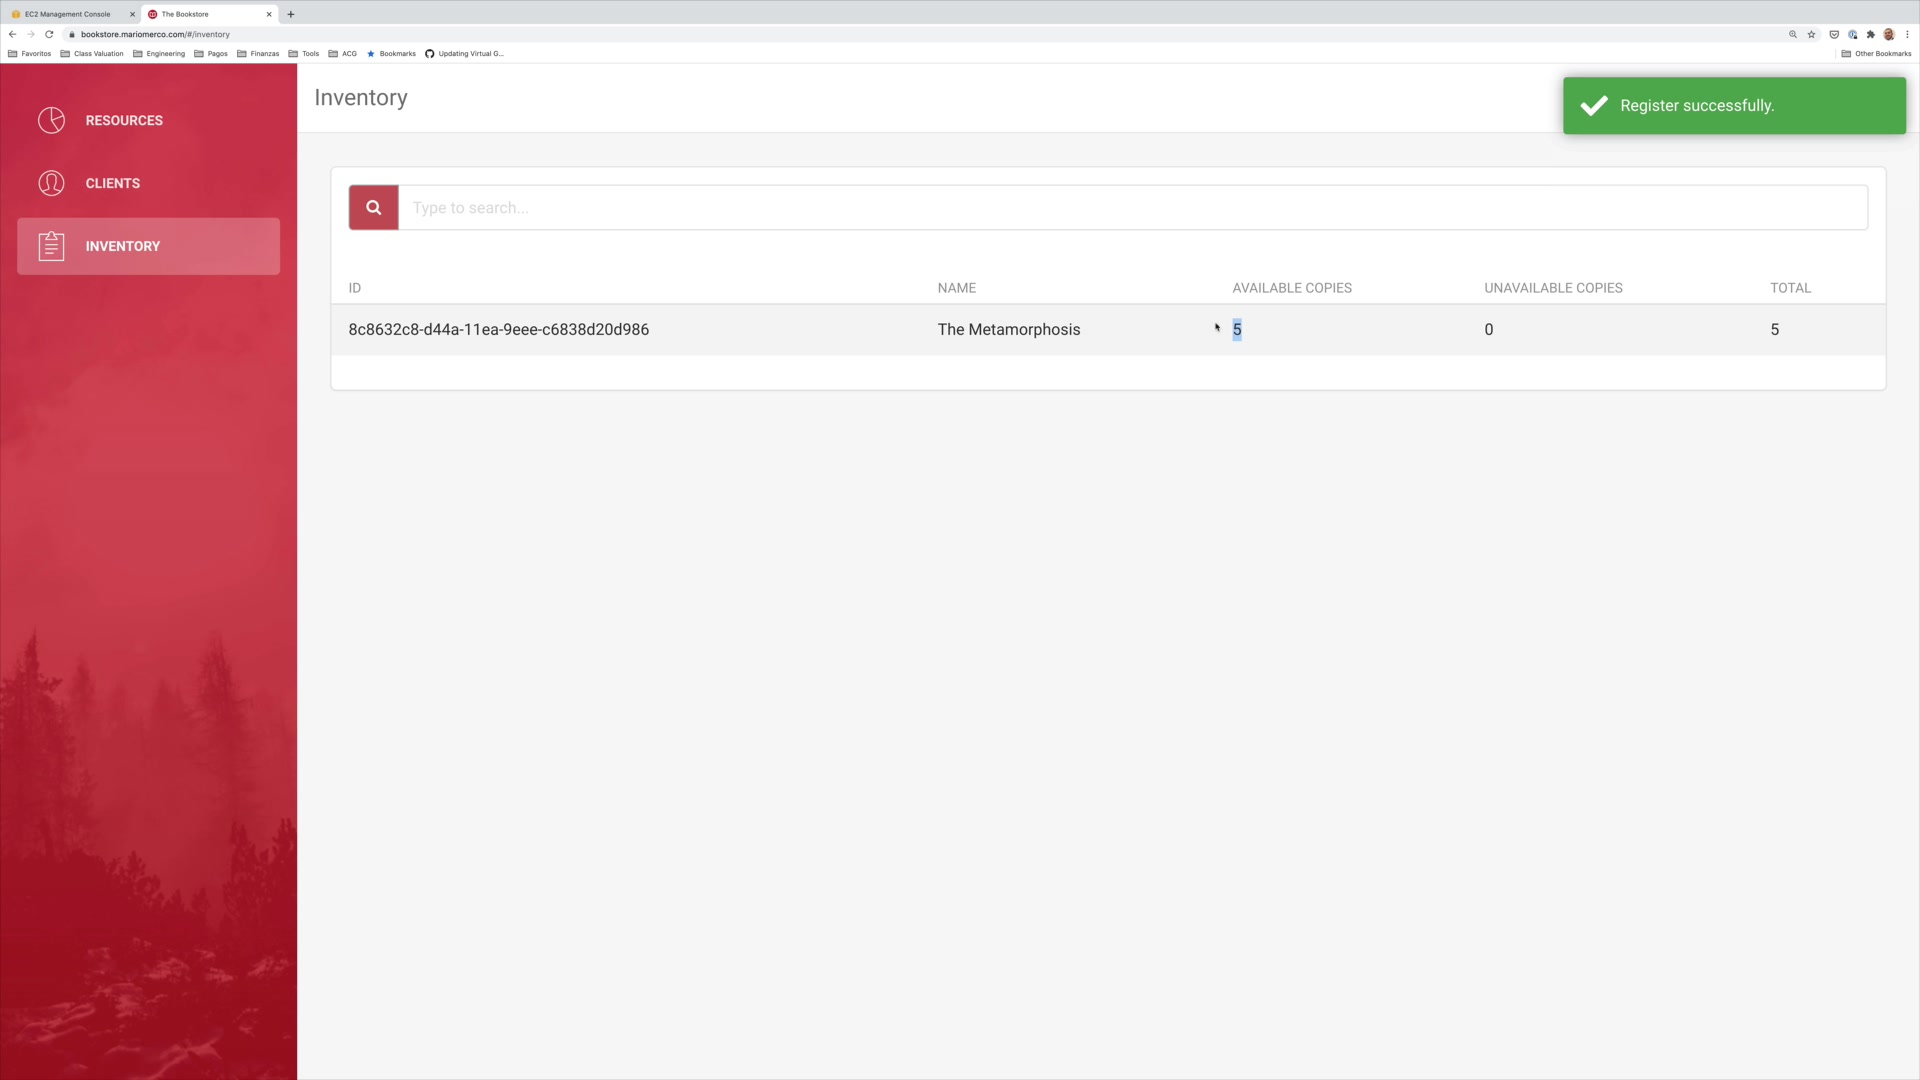 EC2 Management Console
The Bookstore
bookstore.mariomerco.com/#/inventory
Favoritos
Class Valuation
Engineering
Pagos
Finanzas
Tools
ACG
Bookmarks
Updating Virtual G...
Other Bookmarks
RESOURCES
CLIENTS
INVENTORY
Inventory
Register successfully.
Type to search...
ID NAME AVAILABLE COPIES UNAVAILABLE COPIES TOTAL
8c8632c8-d44a-11ea-9eee-c6838d20d986 The Metamorphosis 5 0 5